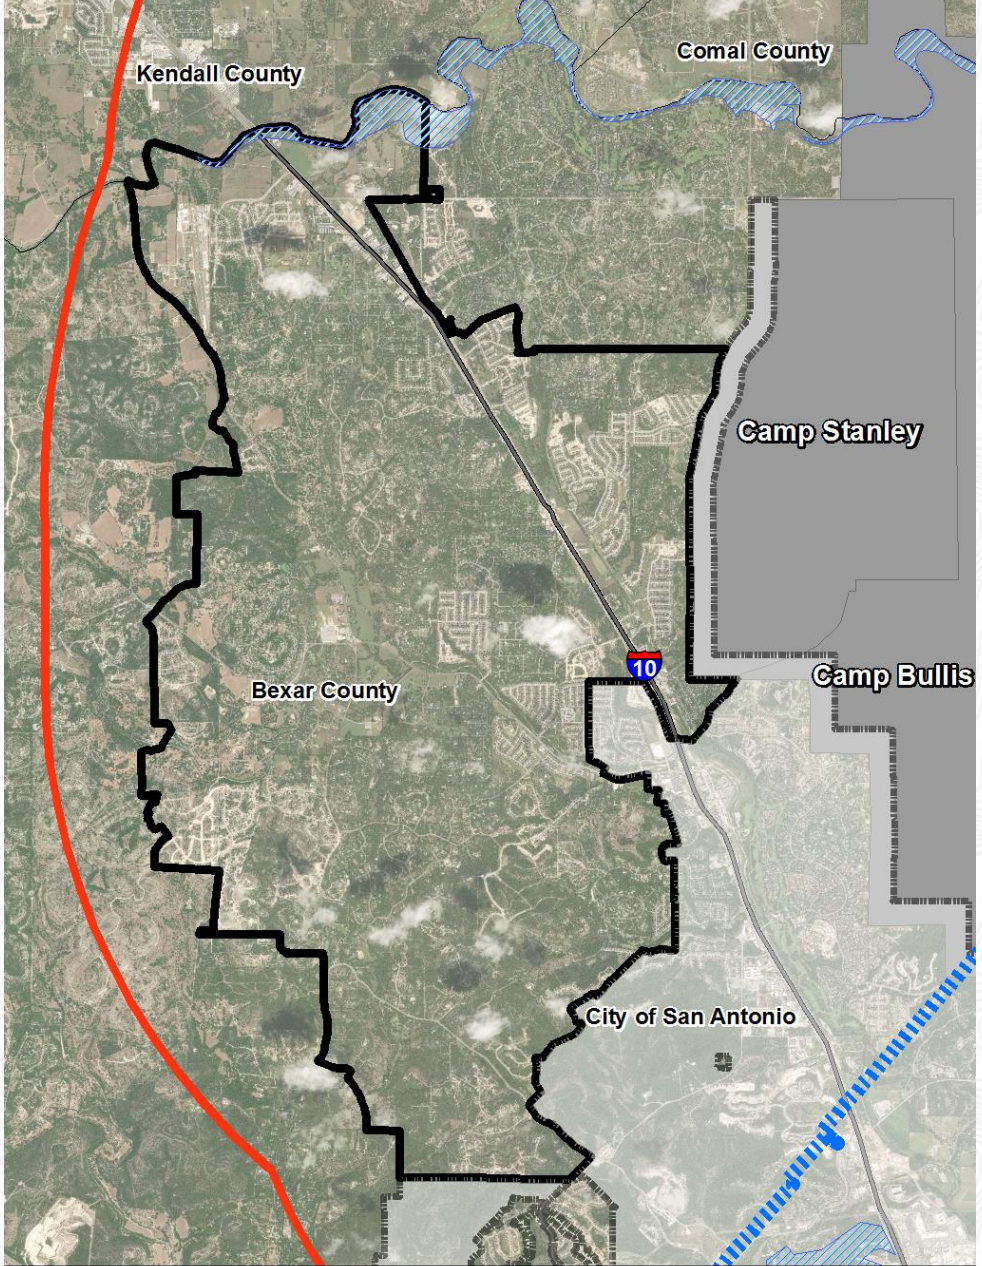 Comal County
Kendall County
Camp Stanley
10
Camp Bullis
Bexar County
City of San Antonio